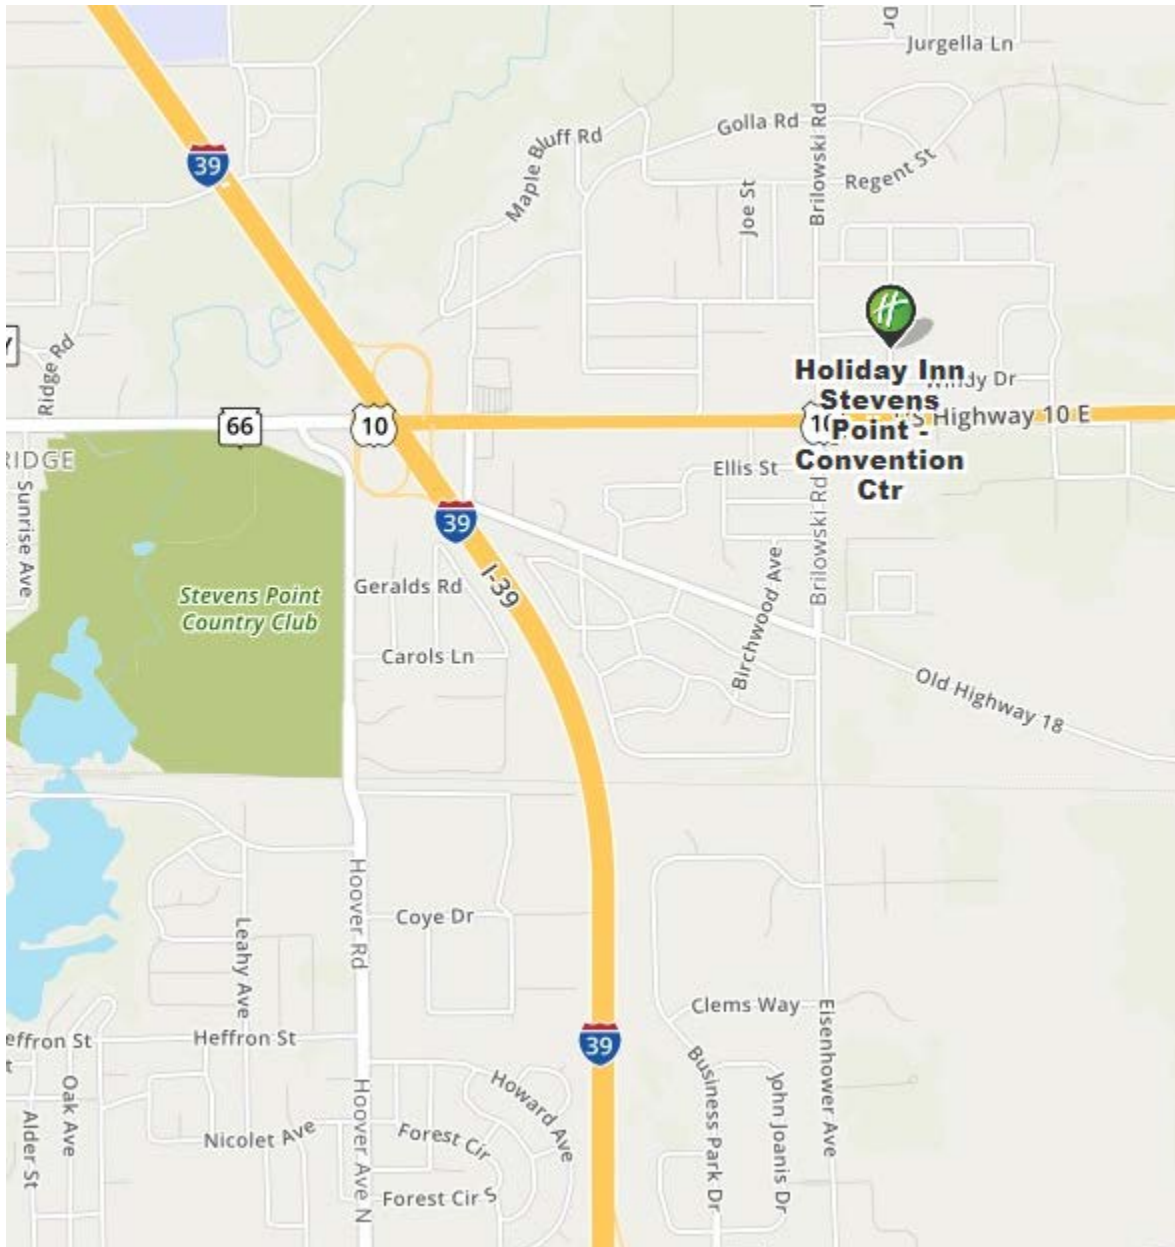 Dr
Jurgella Ln
Golla Rd
Maple Bluff Rd
Brilowski Rd
39
Regent St
Joe St
H
Ridge Rd
Holiday Inn
Stevens
Point -
Convention
Ctr
Dr
66
10
10
US Highway 10 E
RIDGE
Ellis St
Sunrise Ave
39
Brilowski Rd
I-39
Geralds Rd
Birchwood Ave
Stevens Point
Country Club
Carols Ln
Old Highway 18
Hoover Rd
Leahy Ave
Coye Dr
Clems Way
Eisenhower Ave
effron St
Heffron St
39
Oak Ave
Alder St
Hoover Ave N
Howard Ave
Business Park Dr
John Joanis Dr
Nicolet Ave
Forest Cir
Forest Cir S